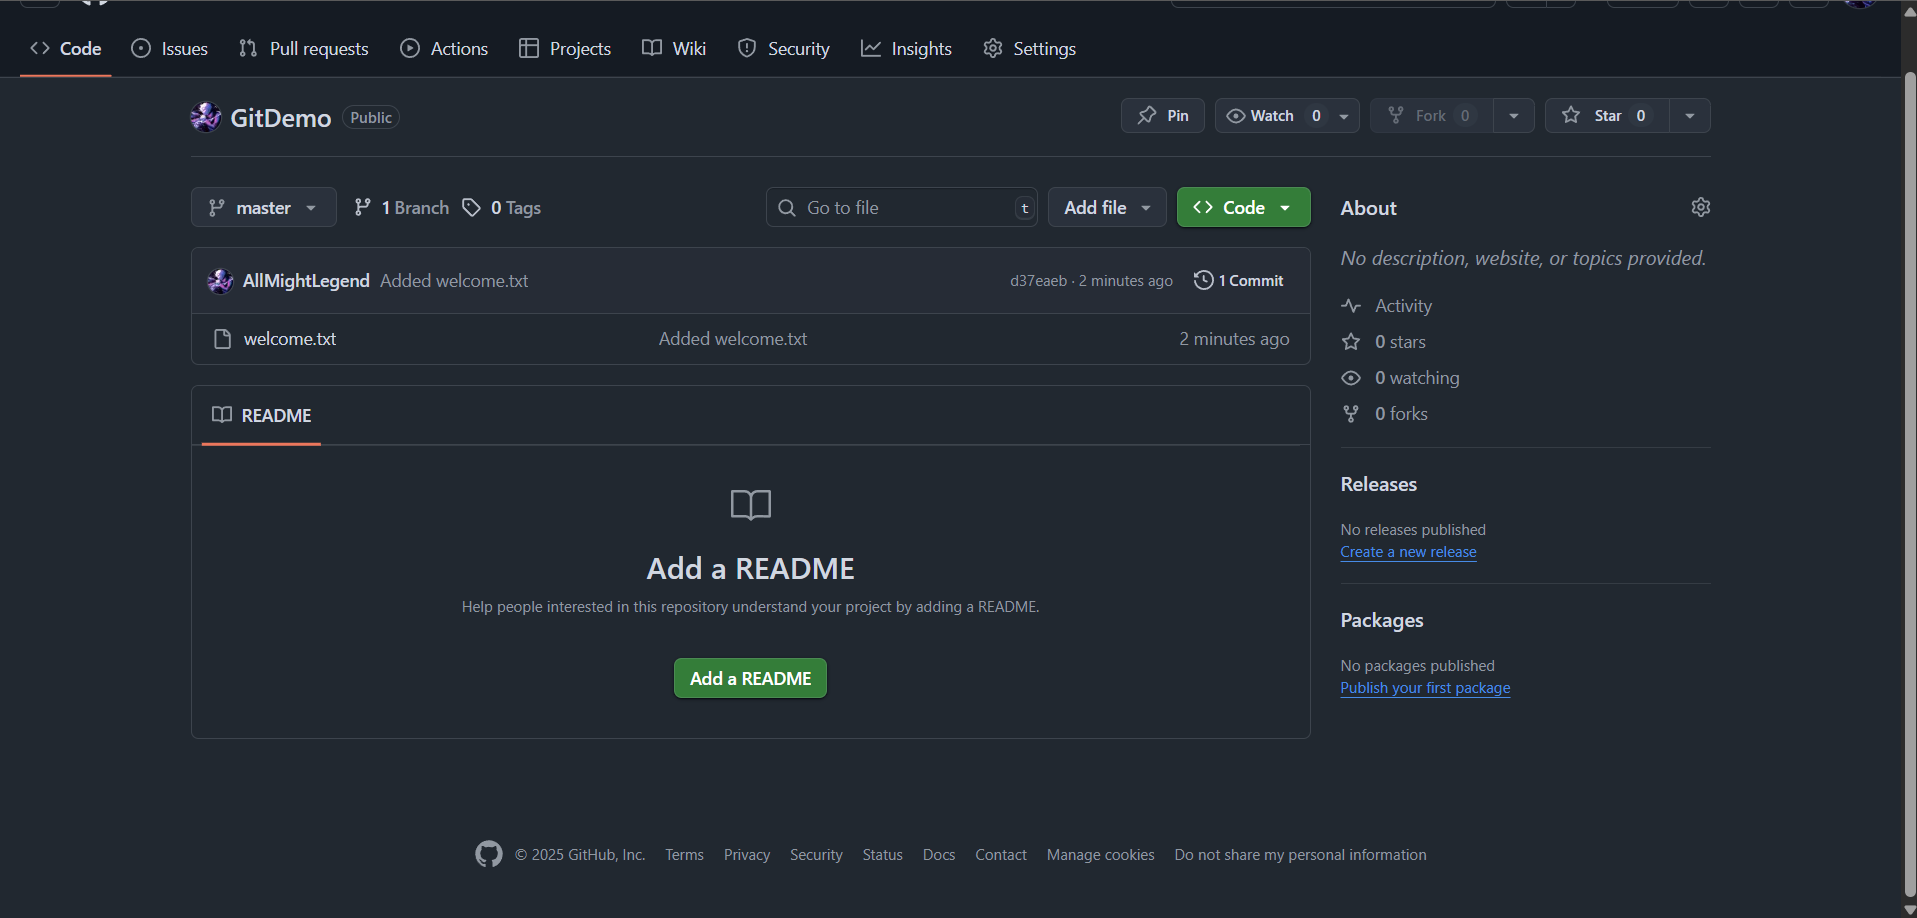 Code Issues Pull requests Actions Projects Wiki Security Insights Settings
GitDemo Public Pin Watch 0 Fork 0 Star 0
master 1 Branch 0 Tags Go to file t Add file Code
AllMightLegend Added welcome.txt d37eaeb · 2 minutes ago 1 Commit
welcome.txt Added welcome.txt 2 minutes ago
README
Add a README
Help people interested in this repository understand your project by adding a README.
Add a README
About
No description, website, or topics provided.
Activity
0 stars
0 watching
0 forks
Releases
No releases published
Create a new release
Packages
No packages published
Publish your first package
© 2025 GitHub, Inc. Terms Privacy Security Status Docs Contact Manage cookies Do not share my personal information